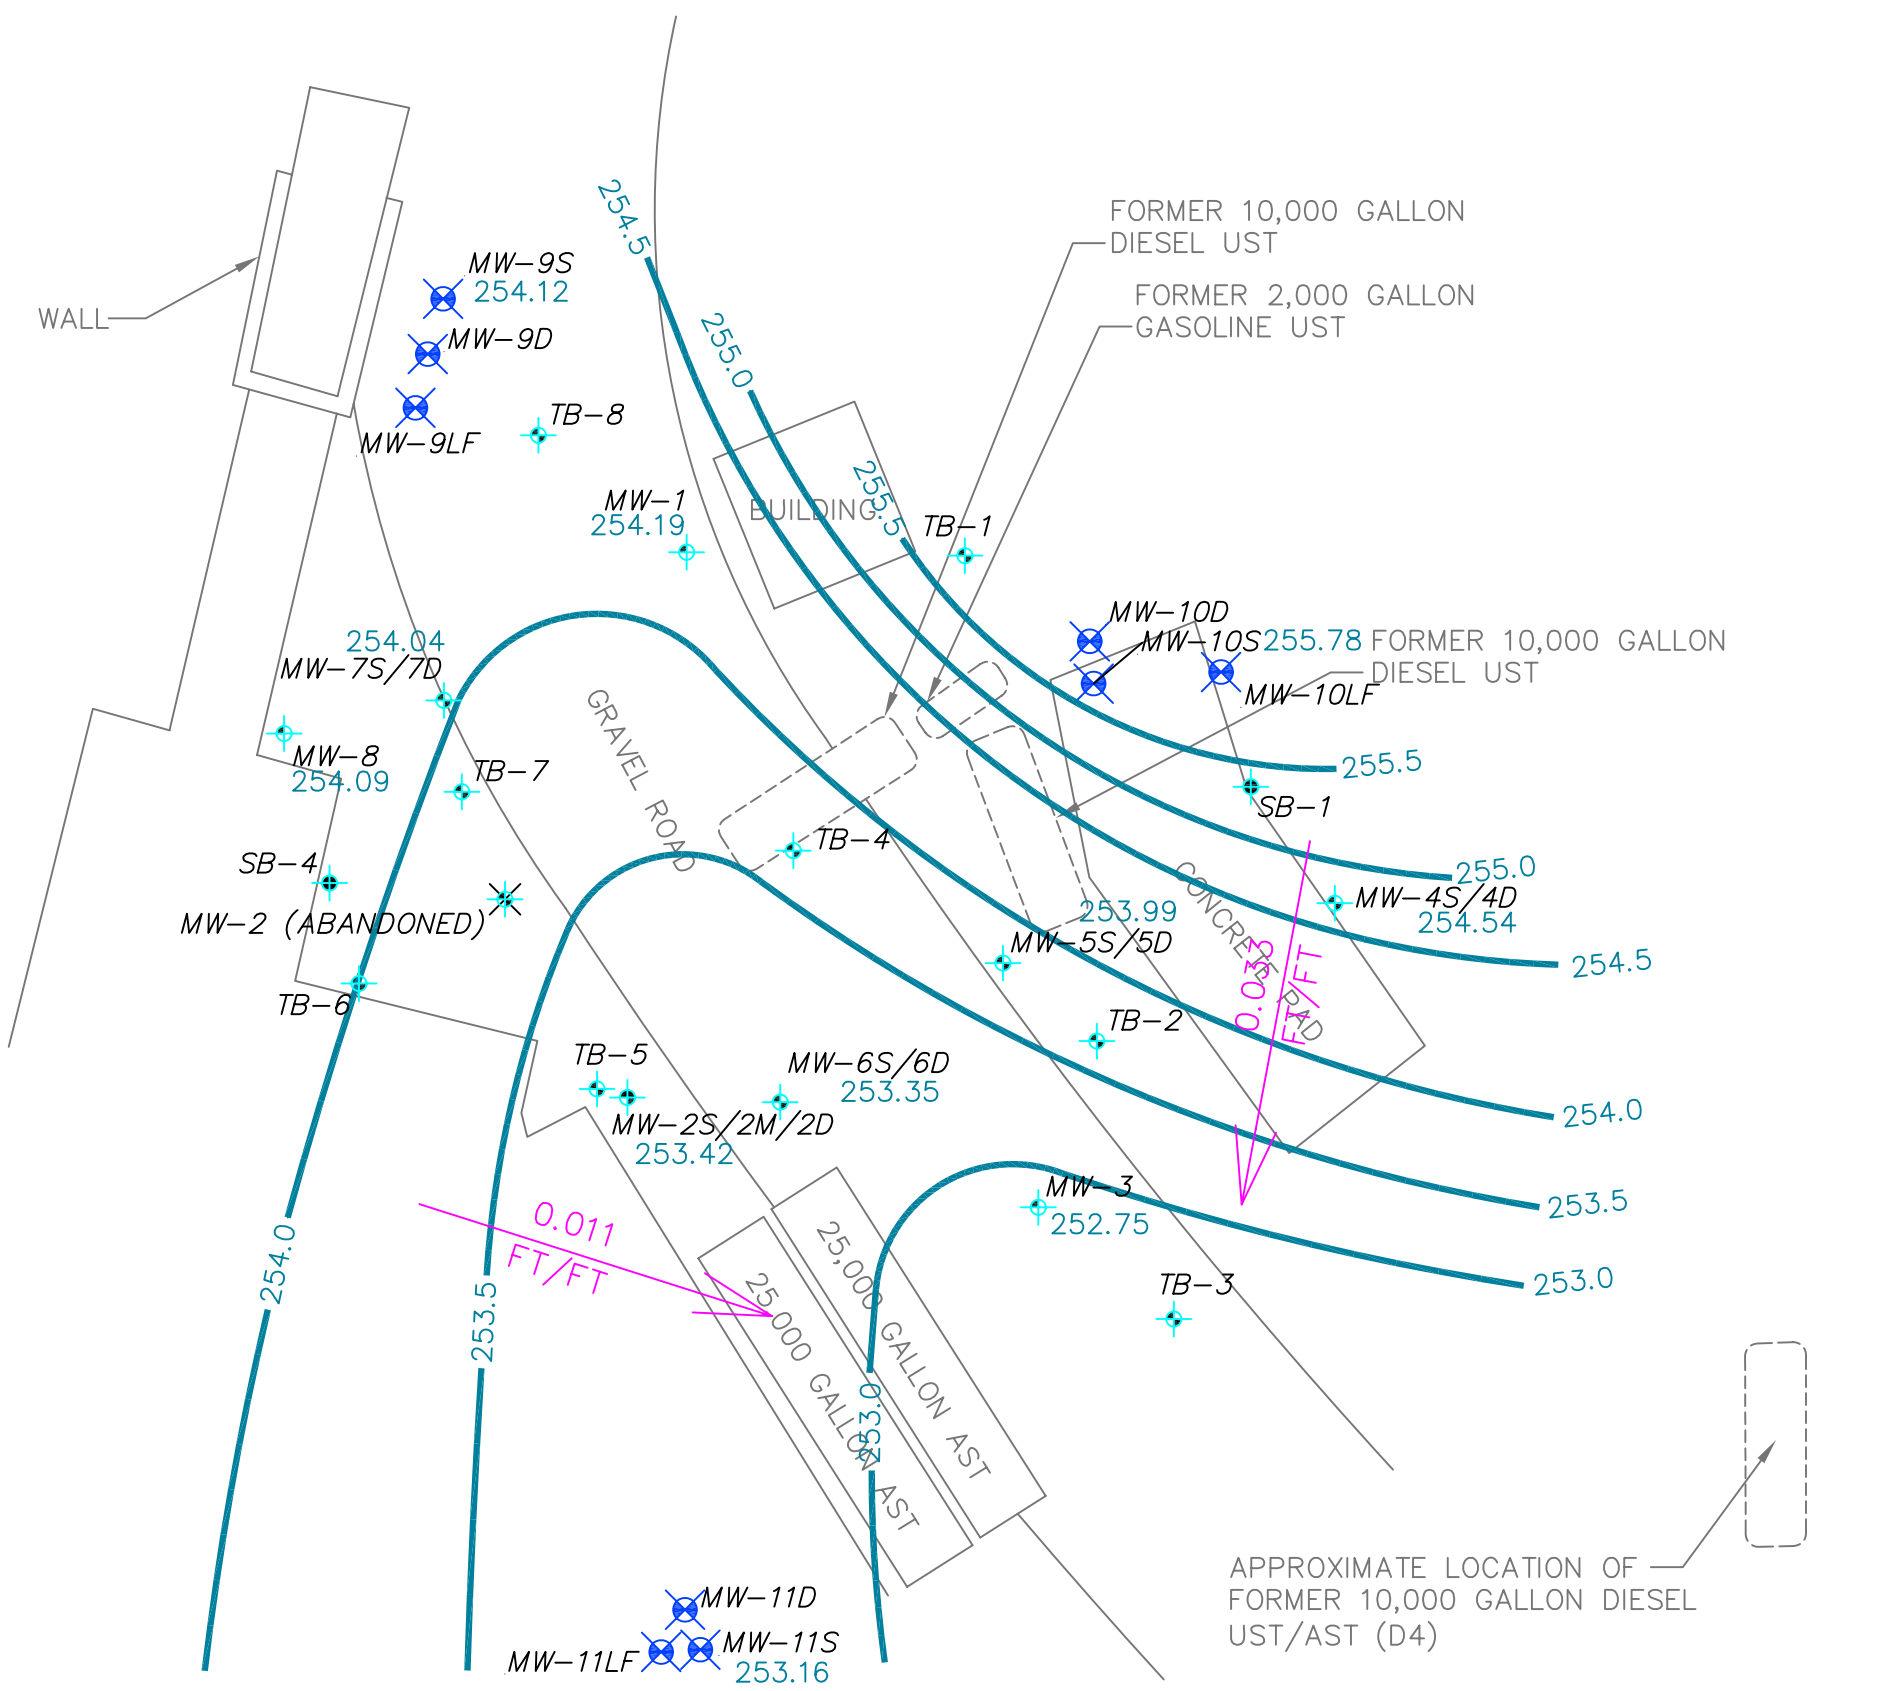 254.5
FORMER 10,000 GALLON
DIESEL UST
MW-9S
254.12
FORMER 2,000 GALLON
GASOLINE UST
WALL
MW-9D
255.0
TB-8
MW-9LF
MW-1
254.19
BUILDING
255.5
TB-1
MW-10D
MW-10S
255.78
FORMER 10,000 GALLON
DIESEL UST
254.04
MW-7S/7D
MW-10LF
GRAVEL ROAD
MW-8
254.09
TB-7
255.5
SB-1
TB-4
SB-4
255.0
MW-2 (ABANDONED)
MW-4S/4D
254.54
253.99
MW-5S/5D
CONCRETE PAD
254.5
0.033
FT/FT
TB-6
TB-2
TB-5
MW-6S/6D
253.35
MW-2S/2M/2D
253.42
254.0
MW-3
252.75
253.5
0.011
FT/FT
254.0
253.5
25,000 GALLON AST
25,000 GALLON AST
TB-3
253.0
253.0
APPROXIMATE LOCATION OF
FORMER 10,000 GALLON DIESEL
UST/AST (D4)
MW-11D
MW-11LF
MW-11S
253.16